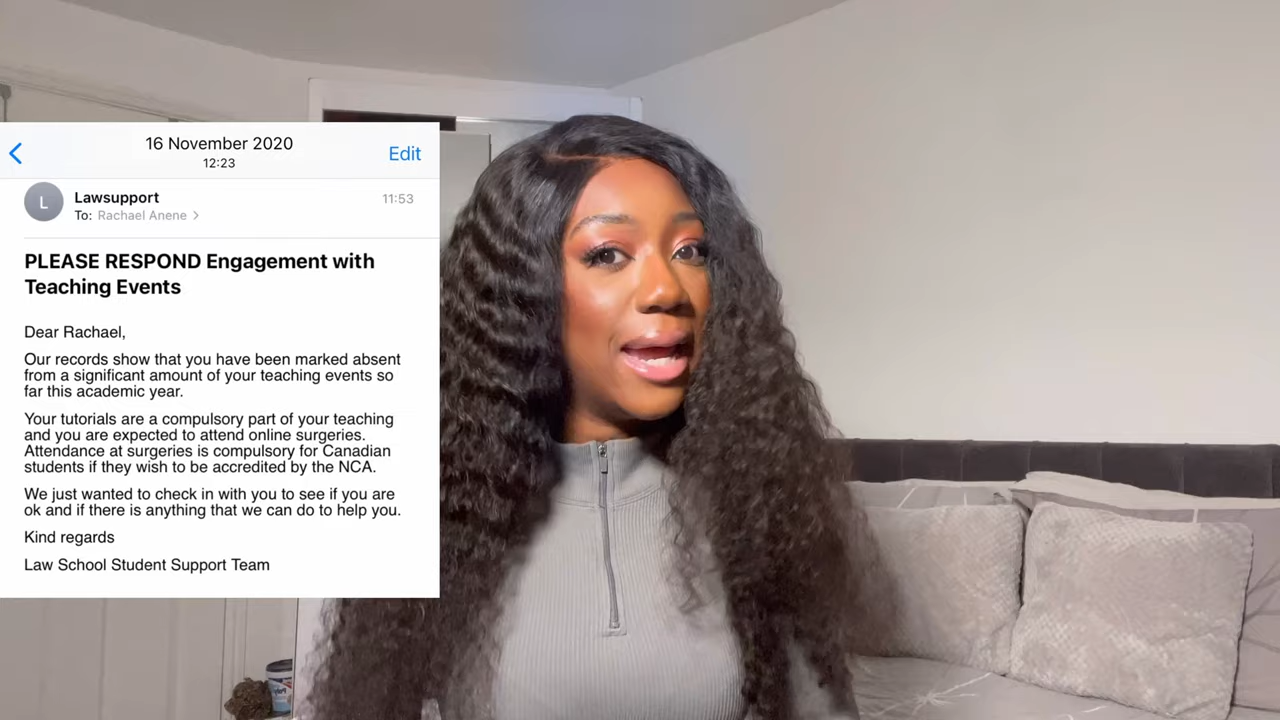 16 November 2020
12:23
Edit
L
Lawsupport
11:53
To: Rachael Anene
PLEASE RESPOND Engagement with
Teaching Events
Dear Rachael,
Our records show that you have been marked absent
from a significant amount of your teaching events so
far this academic year.
Your tutorials are a compulsory part of your teaching
and you are expected to attend online surgeries.
Attendance at surgeries is compulsory for Canadian
students if they wish to be accredited by the NCA.
We just wanted to check in with you to see if you are
ok and if there is anything that we can do to help you.
Kind regards
Law School Student Support Team